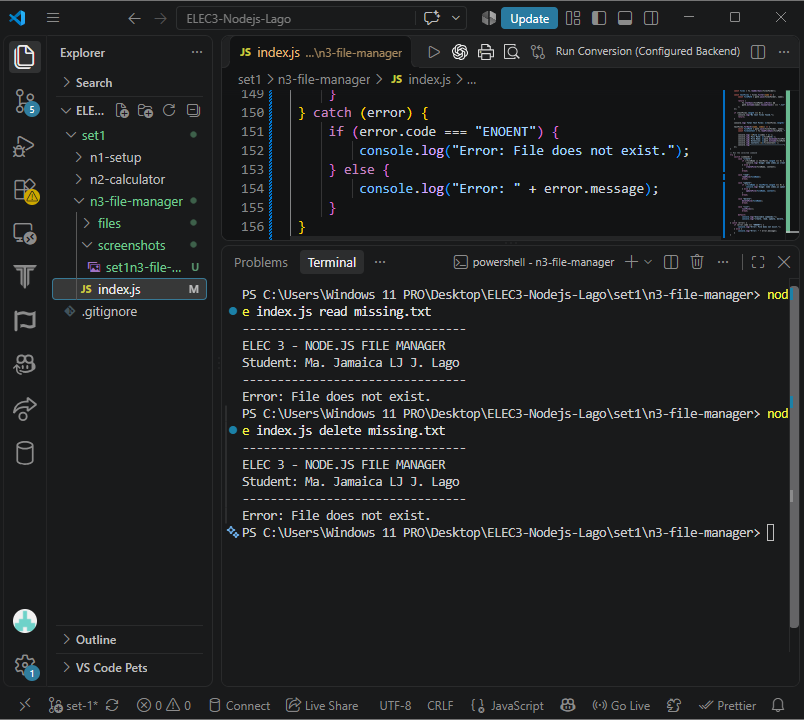 ELEC3-Nodejs-Lago
Update
Explorer
index.js ...\n3-file-manager
Run Conversion (Configured Backend)
Search
ELE...
set1
n1-setup
n2-calculator
n3-file-manager
files
screenshots
set1n3-file-... U
JS index.js M
.gitignore
Outline
VS Code Pets
5
1
JS
set1 > n3-file-manager > JS index.js > ...
149 }
150 } catch (error) {
151 if (error.code === "ENOENT") {
152 console.log("Error: File does not exist.");
153 } else {
154 console.log("Error: " + error.message);
155 }
156 }
Problems Terminal
powershell - n3-file-manager
PS C:\Users\Windows 11 PRO\Desktop\ELEC3-Nodejs-Lago\set1\n3-file-manager> nod
e index.js read missing.txt
--------------------------------
ELEC 3 - NODE.JS FILE MANAGER
Student: Ma. Jamaica LJ J. Lago
--------------------------------
Error: File does not exist.
PS C:\Users\Windows 11 PRO\Desktop\ELEC3-Nodejs-Lago\set1\n3-file-manager> nod
e index.js delete missing.txt
--------------------------------
ELEC 3 - NODE.JS FILE MANAGER
Student: Ma. Jamaica LJ J. Lago
--------------------------------
Error: File does not exist.
PS C:\Users\Windows 11 PRO\Desktop\ELEC3-Nodejs-Lago\set1\n3-file-manager>
set-1* 0 0 Connect Live Share UTF-8 CRLF {} JavaScript Go Live Prettier